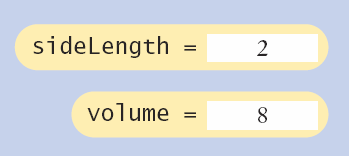 sideLength = 2
volume = 8